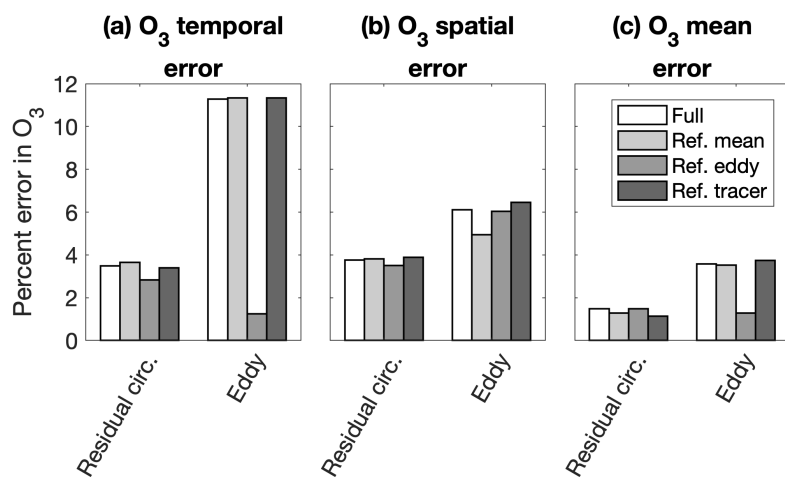 (a) O3 temporal
error
(b) O3 spatial
error
(c) O3 mean
error
Percent error in O3
12
10
8
6
4
2
0
Full
Ref. mean
Ref. eddy
Ref. tracer
Residual circ.
Eddy
Residual circ.
Eddy
Residual circ.
Eddy